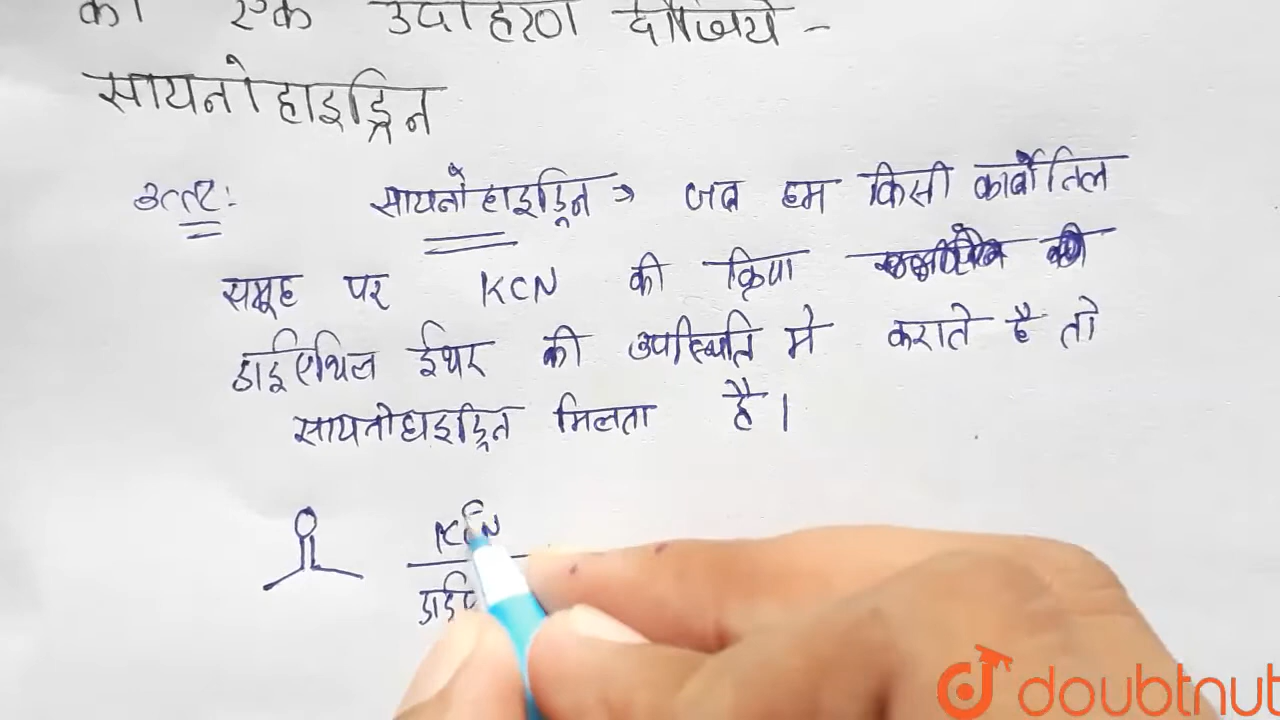 का एक उदाहरण दीजिये -
सायनोहाइड्रिन
उत्तर: सायनोहाइड्रिन → जब हम किसी कार्बोनिल
समूह पर KCN की क्रिया
डाईएथिल ईथर की उपस्थिति मे कराते है तो
सायनोहाइड्रिन मिलता है।
O
KCN
डाईए
doubtnut